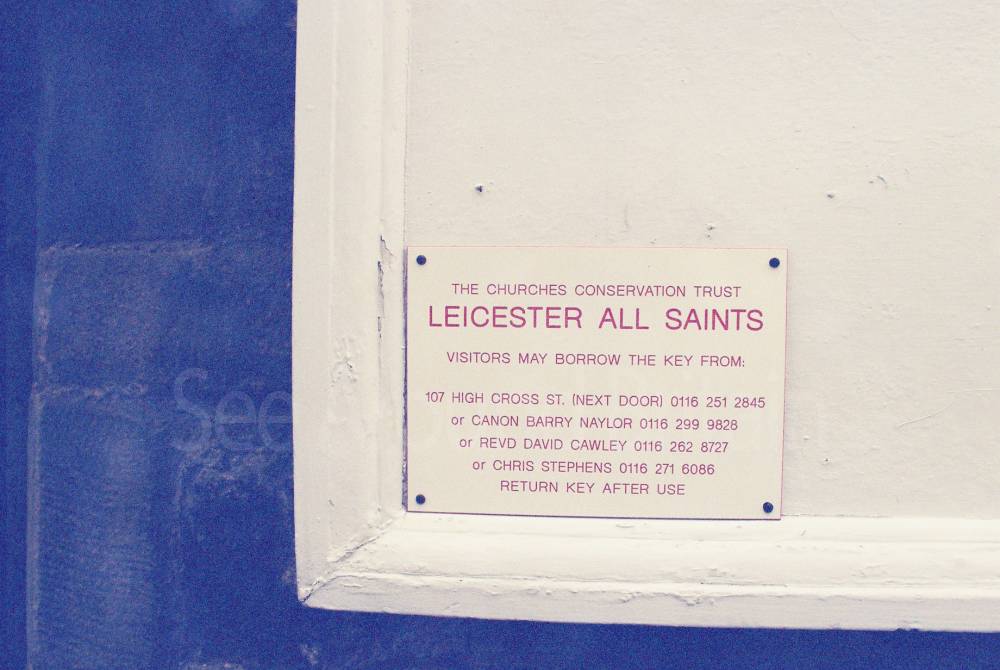 THE CHURCHES CONSERVATION TRUST
LEICESTER ALL SAINTS
VISITORS MAY BORROW THE KEY FROM:
107 HIGH CROSS ST. (NEXT DOOR) 0116 251 2845
or CANON BARRY NAYLOR 0116 299 9828
or REVD DAVID CAWLEY 0116 262 8727
or CHRIS STEPHENS 0116 271 6086
RETURN KEY AFTER USE